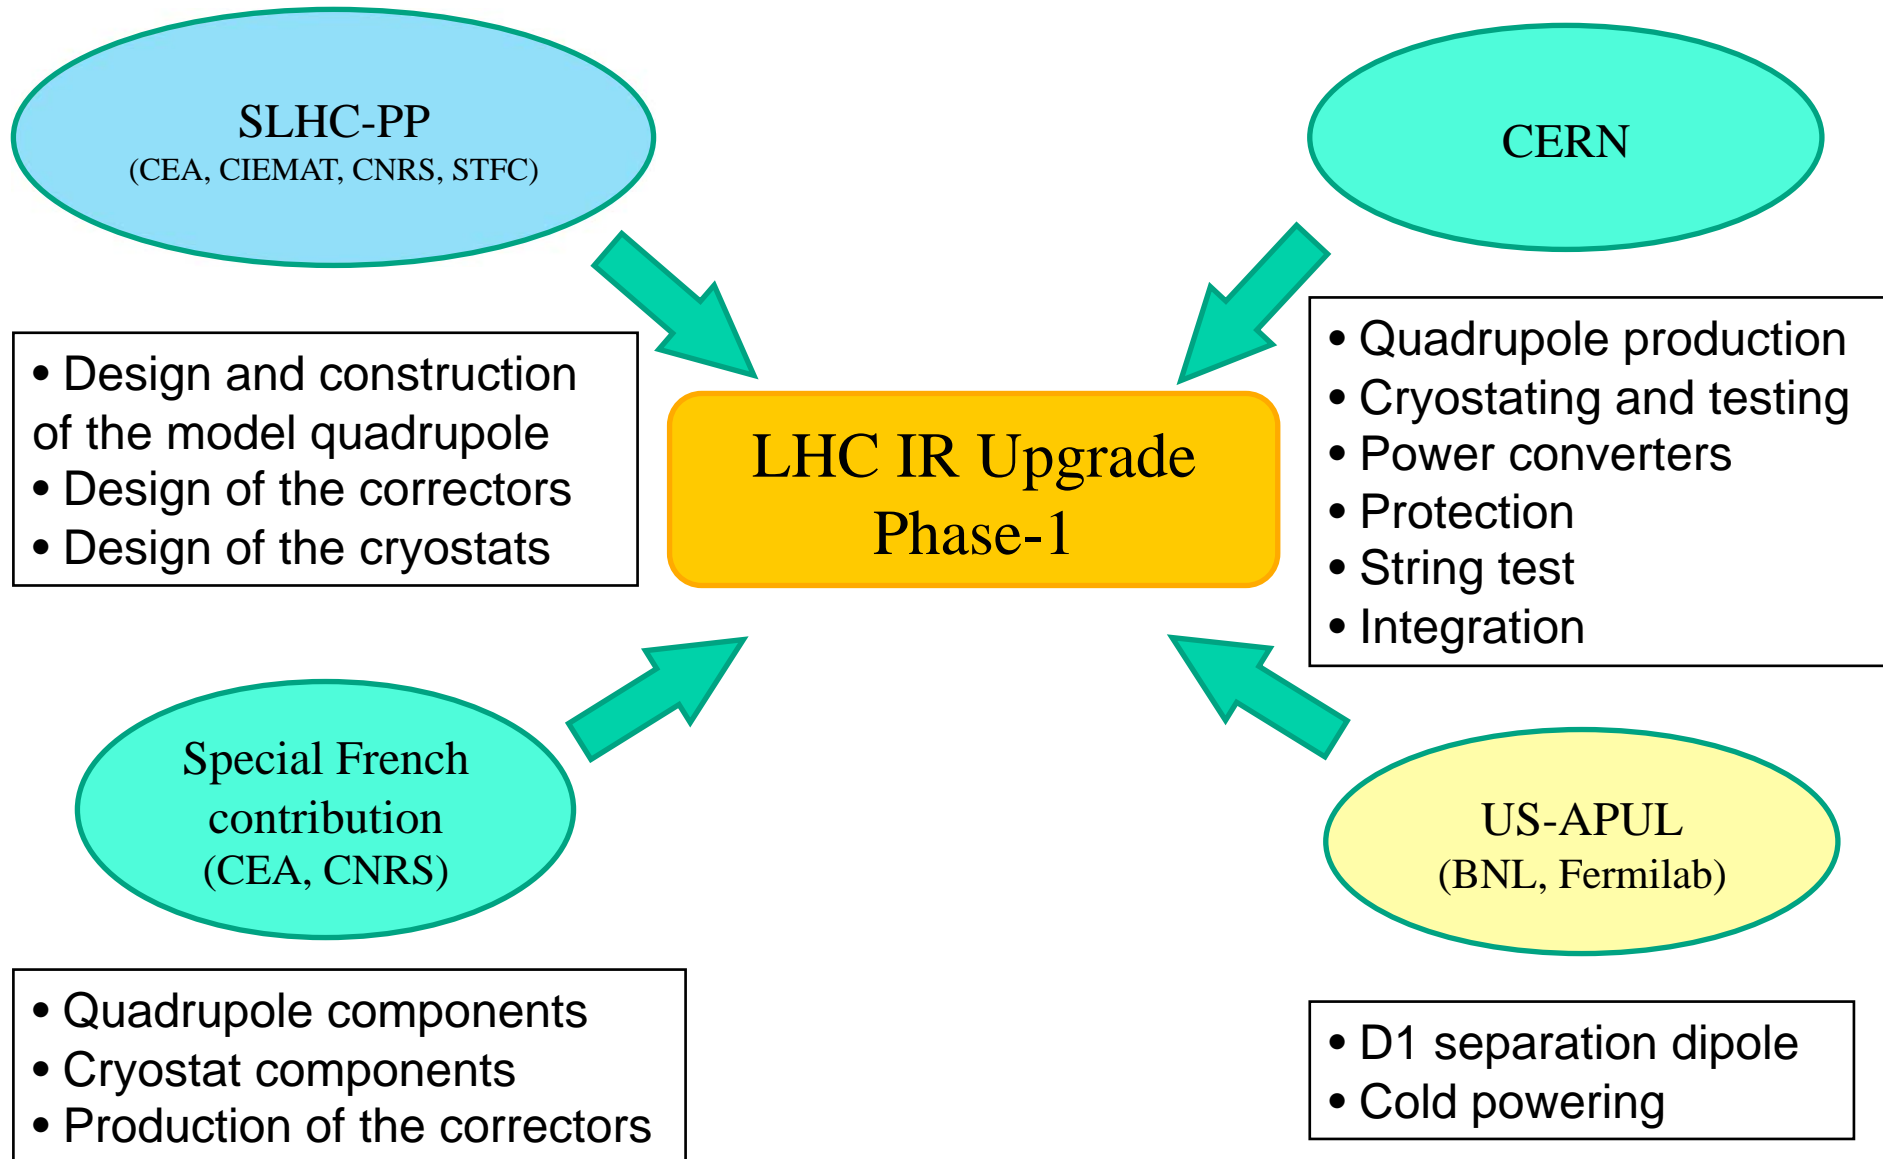 SLHC-PP
(CEA, CIEMAT, CNRS, STFC)
CERN
• Design and construction
of the model quadrupole
• Design of the correctors
• Design of the cryostats
LHC IR Upgrade
Phase-1
• Quadrupole production
• Cryostating and testing
• Power converters
• Protection
• String test
• Integration
Special French
contribution
(CEA, CNRS)
US-APUL
(BNL, Fermilab)
• Quadrupole components
• Cryostat components
• Production of the correctors
• D1 separation dipole
• Cold powering